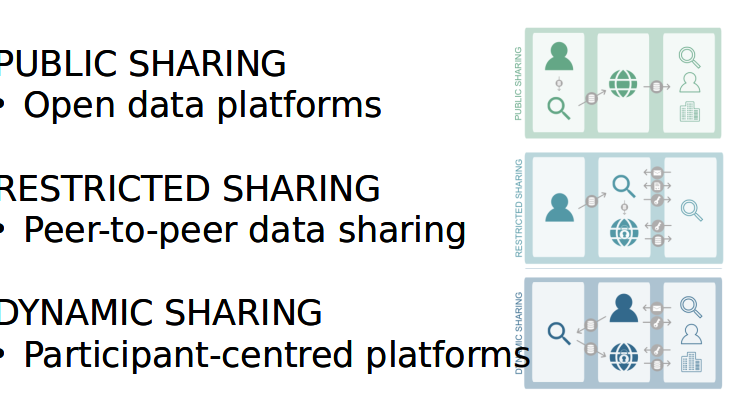 PUBLIC SHARING
• Open data platforms
PUBLIC SHARING
RESTRICTED SHARING
• Peer-to-peer data sharing
RESTRICTED SHARING
DYNAMIC SHARING
• Participant-centred platforms
DYNAMIC SHARING